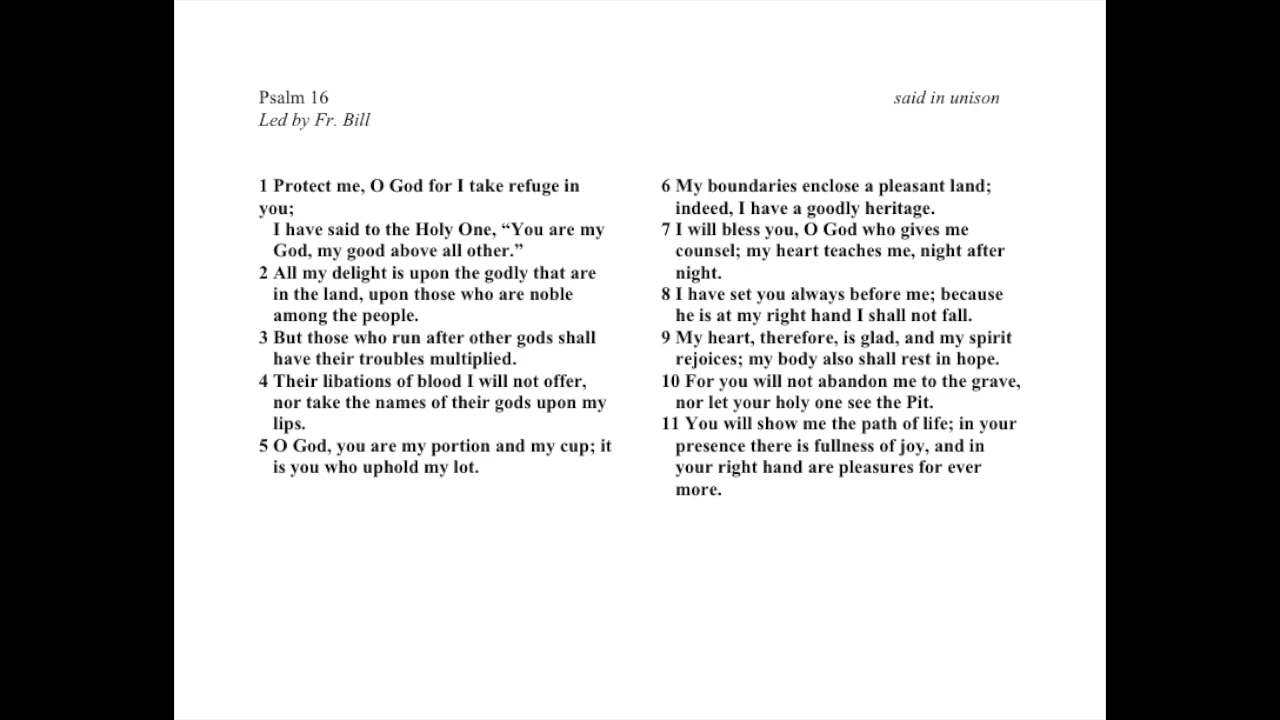 Psalm 16
said in unison
Led by Fr. Bill
1 Protect me, O God for I take refuge in
you;
I have said to the Holy One, “You are my
God, my good above all other.”
2 All my delight is upon the godly that are
in the land, upon those who are noble
among the people.
3 But those who run after other gods shall
have their troubles multiplied.
4 Their libations of blood I will not offer,
nor take the names of their gods upon my
lips.
5 O God, you are my portion and my cup; it
is you who uphold my lot.
6 My boundaries enclose a pleasant land;
indeed, I have a goodly heritage.
7 I will bless you, O God who gives me
counsel; my heart teaches me, night after
night.
8 I have set you always before me; because
he is at my right hand I shall not fall.
9 My heart, therefore, is glad, and my spirit
rejoices; my body also shall rest in hope.
10 For you will not abandon me to the grave,
nor let your holy one see the Pit.
11 You will show me the path of life; in your
presence there is fullness of joy, and in
your right hand are pleasures for ever
more.